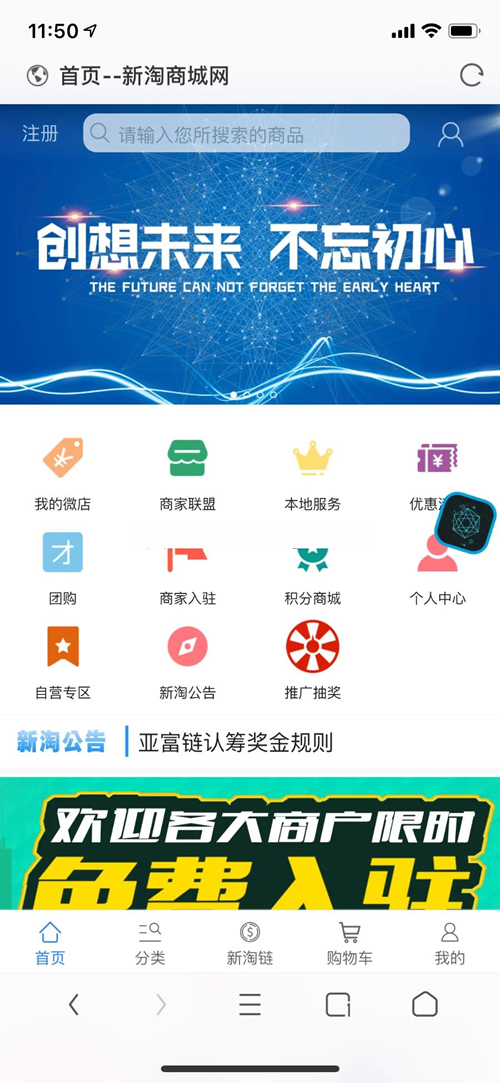 11:50
首页--新淘商城网
注册
请输入您所搜索的商品
创想未来 不忘初心
THE FUTURE CAN NOT FORGET THE EARLY HEART
我的微店
商家联盟
本地服务
优惠
团购
商家入驻
积分商城
个人中心
自营专区
新淘公告
推广抽奖
新淘公告
亚富链认筹奖金规则
欢迎各大商户限时
免费入驻
首页
分类
新淘链
购物车
我的